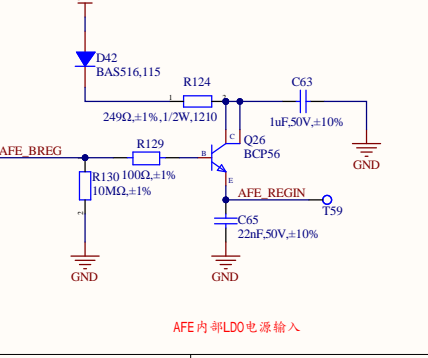 D42
BAS516,115
R124
1
2
249Ω,±1%,1/2W,1210
C63
1uF,50V,±10%
GND
C
Q26
BCP56
B
E
AFE_BREG
R129
100Ω,±1%
R130
10MΩ,±1%
2
AFE_REGIN
T59
C65
22nF,50V,±10%
GND
GND
AFE内部LDO电源输入